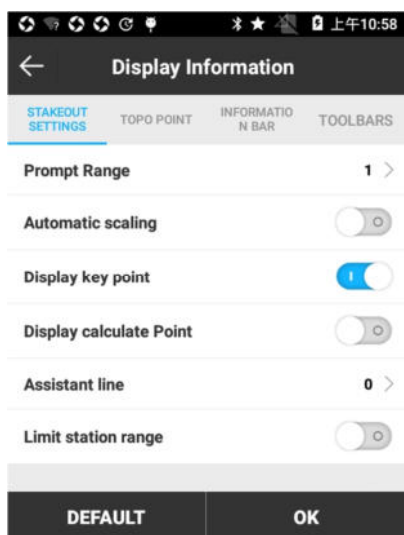 上午10:58
Display Information
STAKEOUT
SETTINGS
TOPO POINT
INFORMATIO
N BAR
TOOLBARS
Prompt Range 1
Automatic scaling
Display key point
Display calculate Point
Assistant line 0
Limit station range
DEFAULT OK